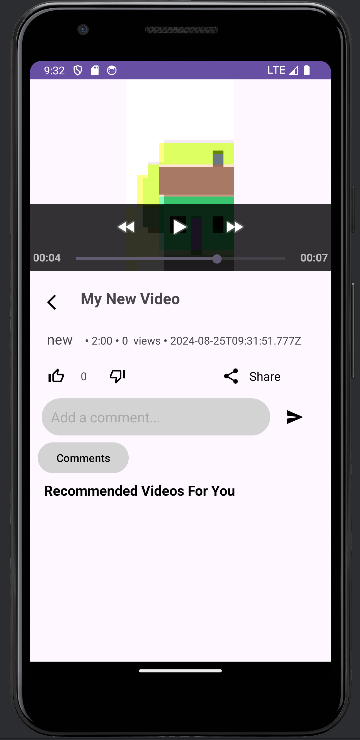 9:32 LTE
00:04 00:07
My New Video
new • 2:00 • 0 views • 2024-08-25T09:31:51.777Z
0 Share
Add a comment...
Comments
Recommended Videos For You